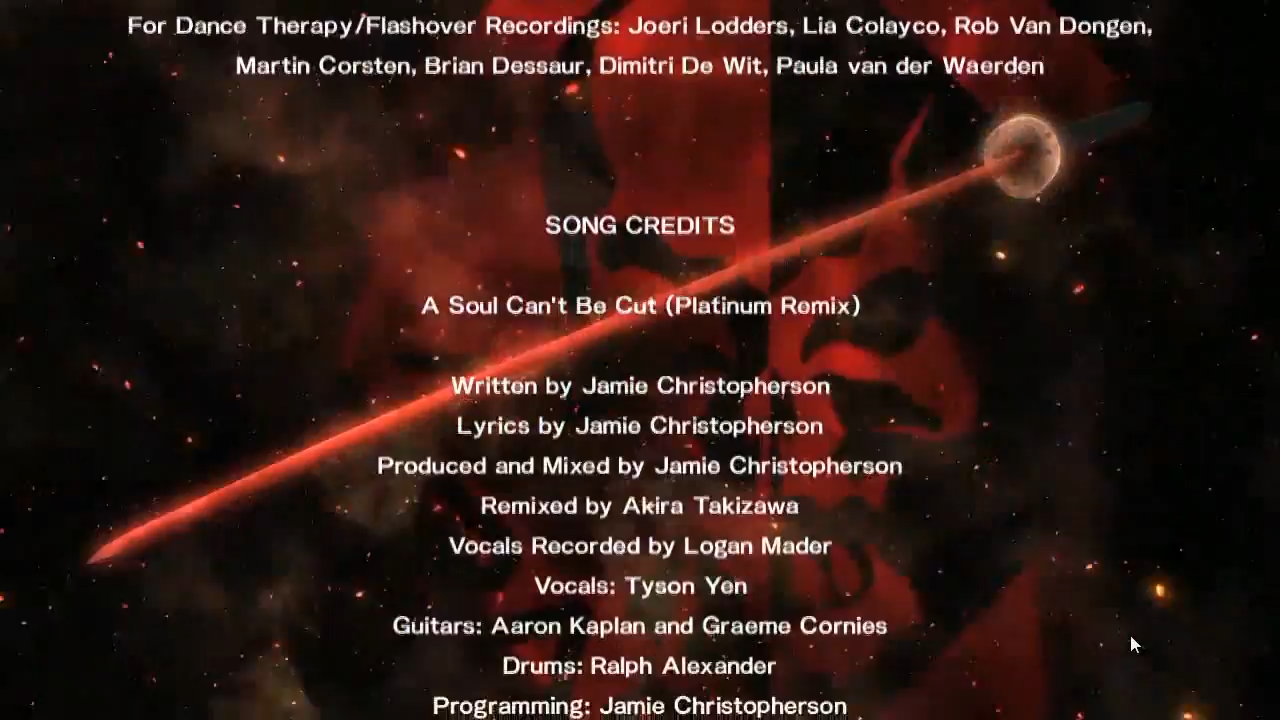 For Dance Therapy/Flashover Recordings: Joeri Lodders, Lia Colayco, Rob Van Dongen,
Martin Corsten, Brian Dessaur, Dimitri De Wit, Paula van der Waerden
SONG CREDITS
A Soul Can't Be Cut (Platinum Remix)
Written by Jamie Christopherson
Lyrics by Jamie Christopherson
Produced and Mixed by Jamie Christopherson
Remixed by Akira Takizawa
Vocals Recorded by Logan Mader
Vocals: Tyson Yen
Guitars: Aaron Kaplan and Graeme Cornies
Drums: Ralph Alexander
Programming: Jamie Christopherson